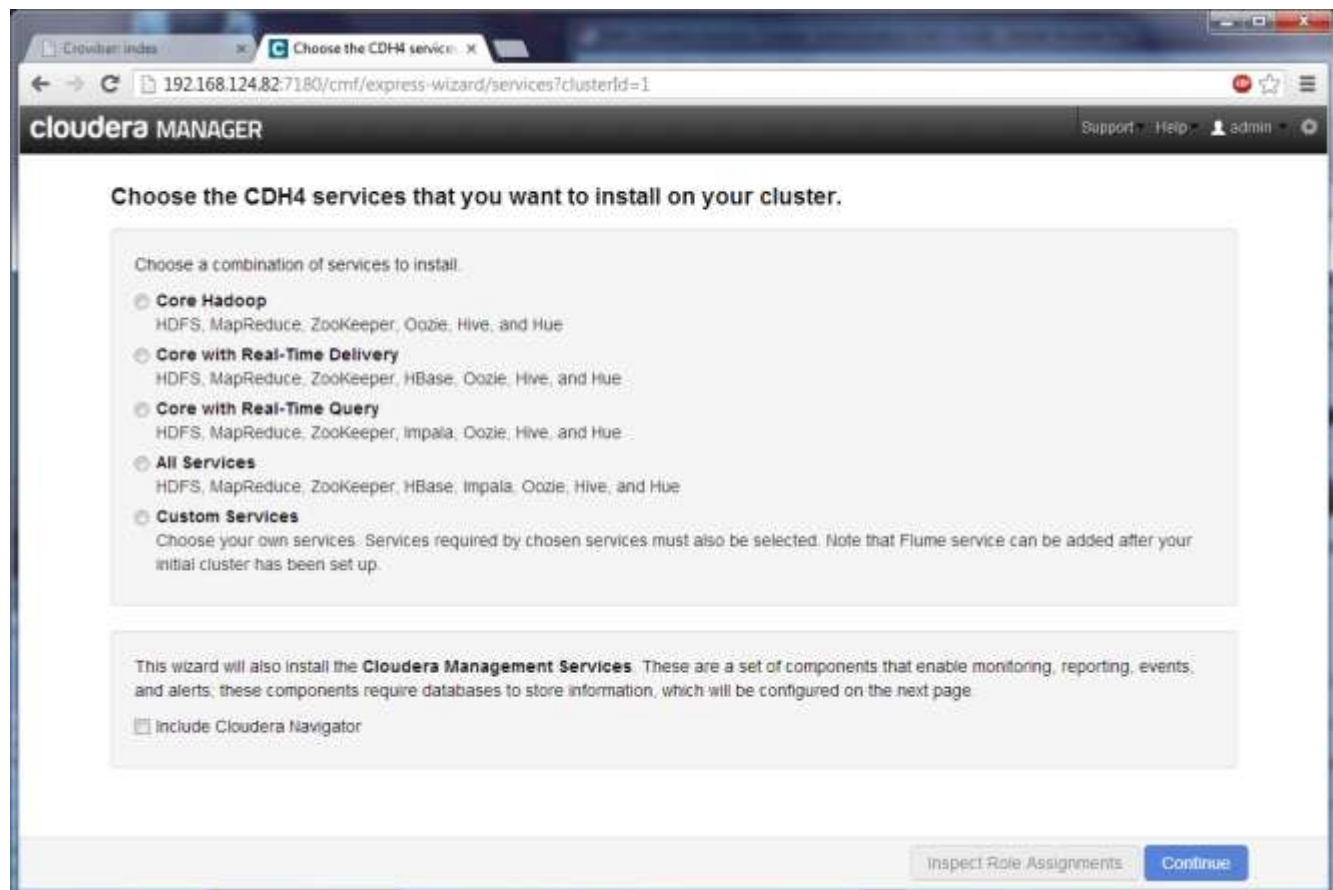 Crowbar: index
Choose the CDH4 service
192.168.124.82:7180/cmf/express-wizard/services?clusterId=1
cloudera MANAGER
Support Help admin
Choose the CDH4 services that you want to install on your cluster.
Choose a combination of services to install.
Core Hadoop
HDFS, MapReduce, ZooKeeper, Oozie, Hive, and Hue
Core with Real-Time Delivery
HDFS, MapReduce, ZooKeeper, HBase, Oozie, Hive, and Hue
Core with Real-Time Query
HDFS, MapReduce, ZooKeeper, Impala, Oozie, Hive, and Hue
All Services
HDFS, MapReduce, ZooKeeper, HBase, Impala, Oozie, Hive, and Hue
Custom Services
Choose your own services. Services required by chosen services must also be selected. Note that Flume service can be added after your
initial cluster has been set up.
This wizard will also install the Cloudera Management Services. These are a set of components that enable monitoring, reporting, events,
and alerts; these components require databases to store information, which will be configured on the next page.
Include Cloudera Navigator
Inspect Role Assignments
Continue